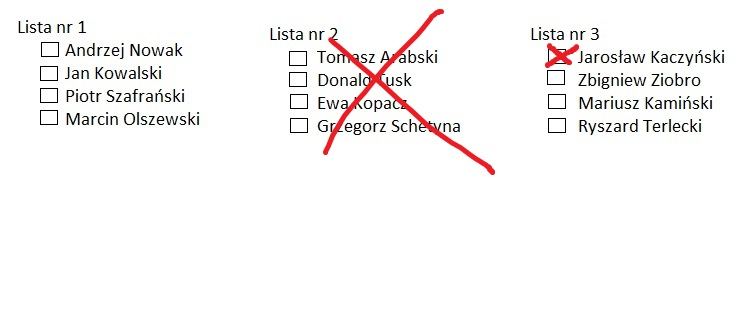 Lista nr 1
Andrzej Nowak
Jan Kowalski
Piotr Szafrański
Marcin Olszewski
Lista nr 2
Tomasz Arabski
Donald Tusk
Ewa Kopacz
Grzegorz Schetyna
Lista nr 3
Jarosław Kaczyński
Zbigniew Ziobro
Mariusz Kamiński
Ryszard Terlecki